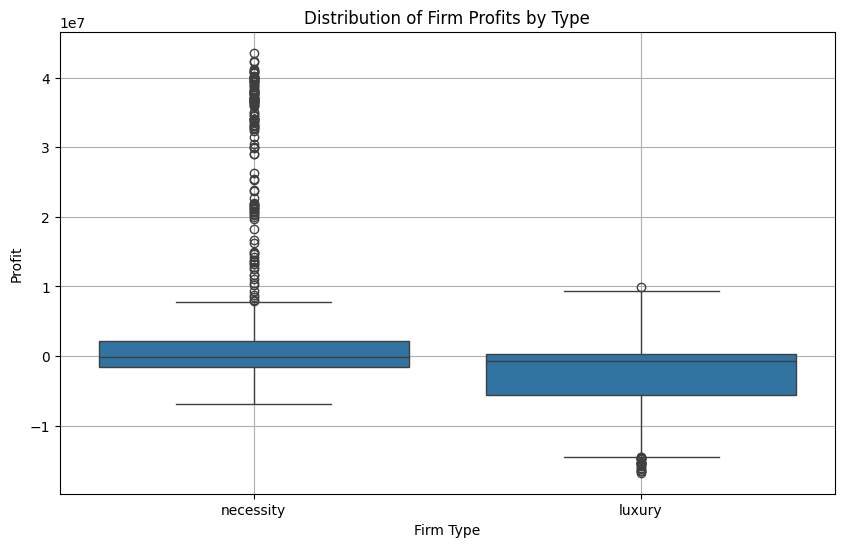 Distribution of Firm Profits by Type
1e7
4
3
2
1
0
−1
Profit
necessity luxury
Firm Type